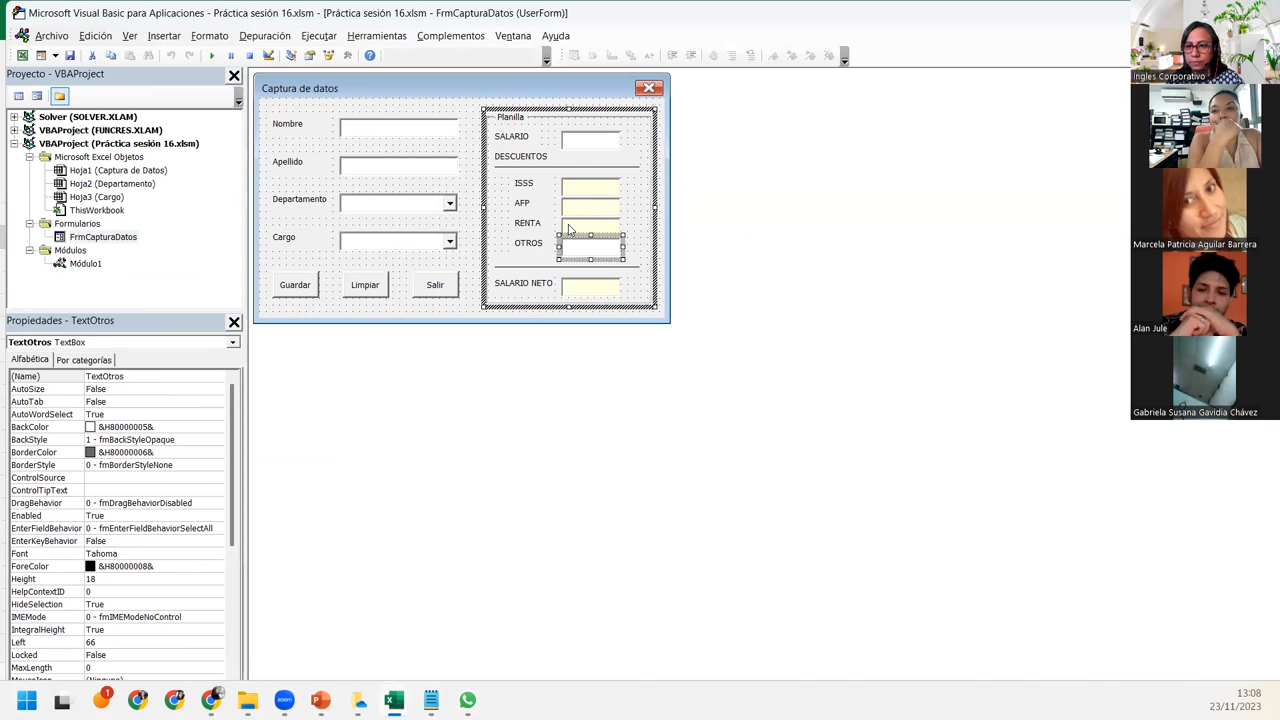 Microsoft Visual Basic para Aplicaciones - Práctica sesión 16.xlsm - [Práctica sesión 16.xlsm - FrmCapturaDatos (UserForm)]
Archivo Edición Ver Insertar Formato Depuración Ejecutar Herramientas Complementos Ventana Ayuda
Proyecto - VBAProject
Solver (SOLVER.XLAM)
VBAProject (FUNCRES.XLAM)
VBAProject (Práctica sesión 16.xlsm)
Microsoft Excel Objetos
Hoja1 (Captura de Datos)
Hoja2 (Departamento)
Hoja3 (Cargo)
ThisWorkbook
Formularios
FrmCapturaDatos
Módulos
Módulo1
Propiedades - TextOtros
TextOtros TextBox
Alfabética Por categorías
(Name) TextOtros
AutoSize False
AutoTab False
AutoWordSelect True
BackColor &H80000005&
BackStyle 1 - fmBackStyleOpaque
BorderColor &H80000006&
BorderStyle 0 - fmBorderStyleNone
ControlSource
ControlTipText
DragBehavior 0 - fmDragBehaviorDisabled
Enabled True
EnterFieldBehavior 0 - fmEnterFieldBehaviorSelectAll
EnterKeyBehavior False
Font Tahoma
ForeColor &H80000008&
Height 18
HelpContextID 0
HideSelection True
IMEMode 0 - fmIMEModeNoControl
IntegralHeight True
Left 66
Locked False
MaxLength 0
Captura de datos
Nombre
Apellido
Departamento
Cargo
Guardar Limpiar Salir
Planilla
SALARIO
DESCUENTOS
ISSS
AFP
RENTA
OTROS
SALARIO NETO
Ingles Corporativo
Marcela Patricia Aguilar Barrera
Alan Jule
Gabriela Susana Gavidia Chávez
1
zoom
13:08
23/11/2023